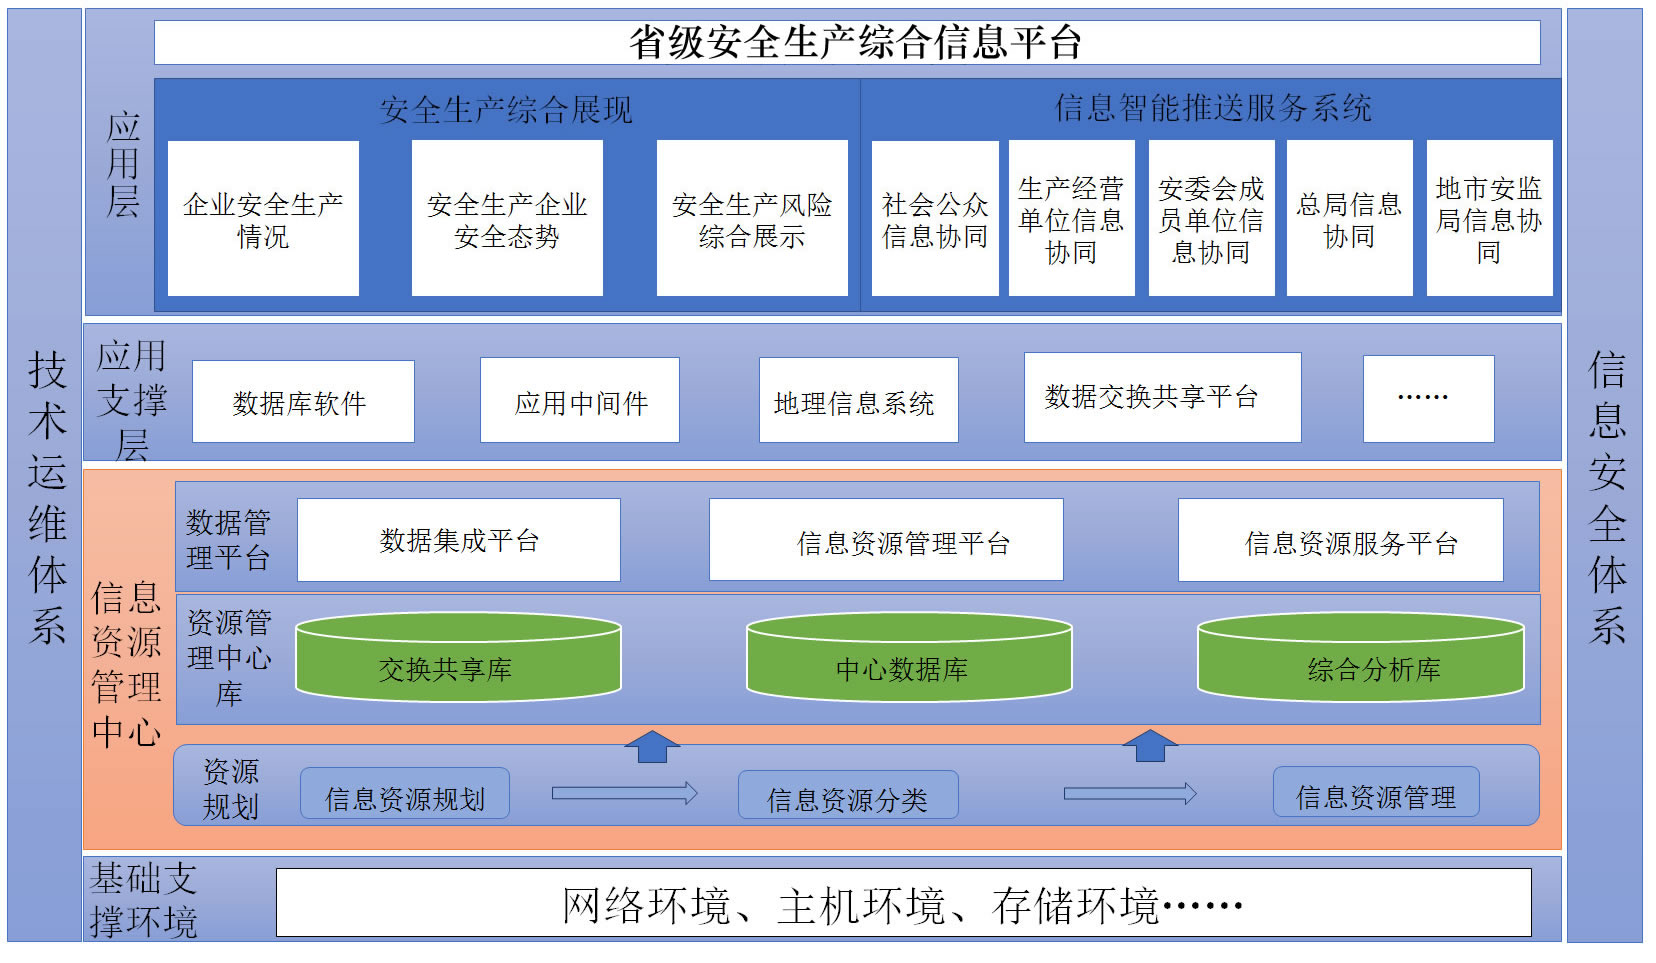 省级安全生产综合信息平台
应
用
层
安全生产综合展现
企业安全生产
情况
安全生产企业
安全态势
安全生产风险
综合展示
信息智能推送服务系统
社会公众
信息协同
生产经营
单位信息
协同
安委会成
员单位信
息协同
总局信息
协同
地市安监
局信息协
同
应用
支撑
层
数据库软件
应用中间件
地理信息系统
数据交换共享平台
……
技
术
运
维
体
系
信
息
安
全
体
系
信息
资源
管理
中心
数据管
理平台
数据集成平台
信息资源管理平台
信息资源服务平台
资源管
理中心
库
交换共享库
中心数据库
综合分析库
资源
规划
信息资源规划
信息资源分类
信息资源管理
基础支
撑环境
网络环境、主机环境、存储环境……